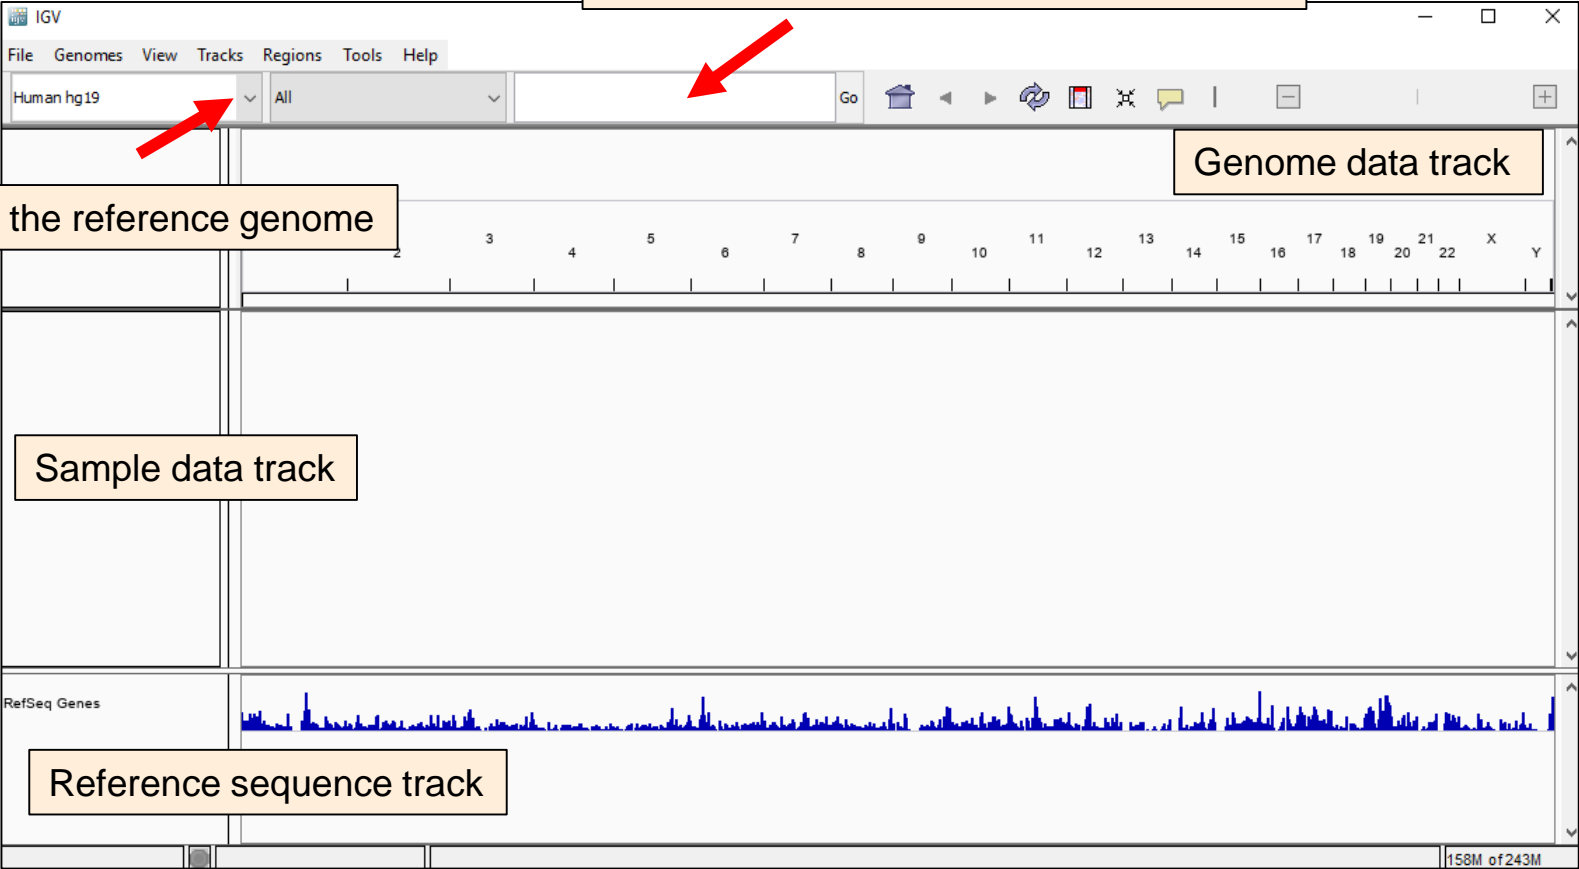 IGV
File Genomes View Tracks Regions Tools Help
Human hg19 All Go
Genome data track
the reference genome
2 3 4 5 6 7 8 9 10 11 12 13 14 15 16 17 18 19 20 21 22 X Y
Sample data track
RefSeq Genes
Reference sequence track
158M of 243M